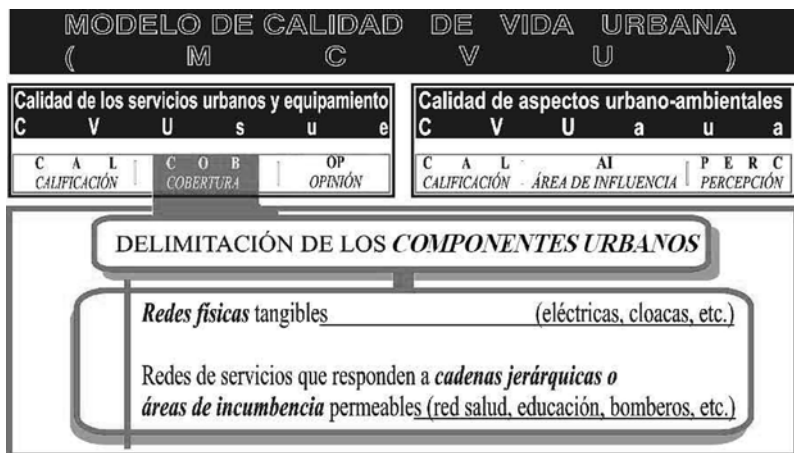 MODELO DE CALIDAD DE VIDA URBANA
( M C V U )
Calidad de los servicios urbanos y equipamiento
C V U s u e
C A L C O B OP
CALIFICACIÓN COBERTURA OPINIÓN
Calidad de aspectos urbano-ambientales
C V U a u a
C A L AI P E R C
CALIFICACIÓN ÁREA DE INFLUENCIA PERCEPCIÓN
DELIMITACIÓN DE LOS COMPONENTES URBANOS
Redes físicas tangibles (eléctricas, cloacas, etc.)
Redes de servicios que responden a cadenas jerárquicas o
áreas de incumbencia permeables (red salud, educación, bomberos, etc.)